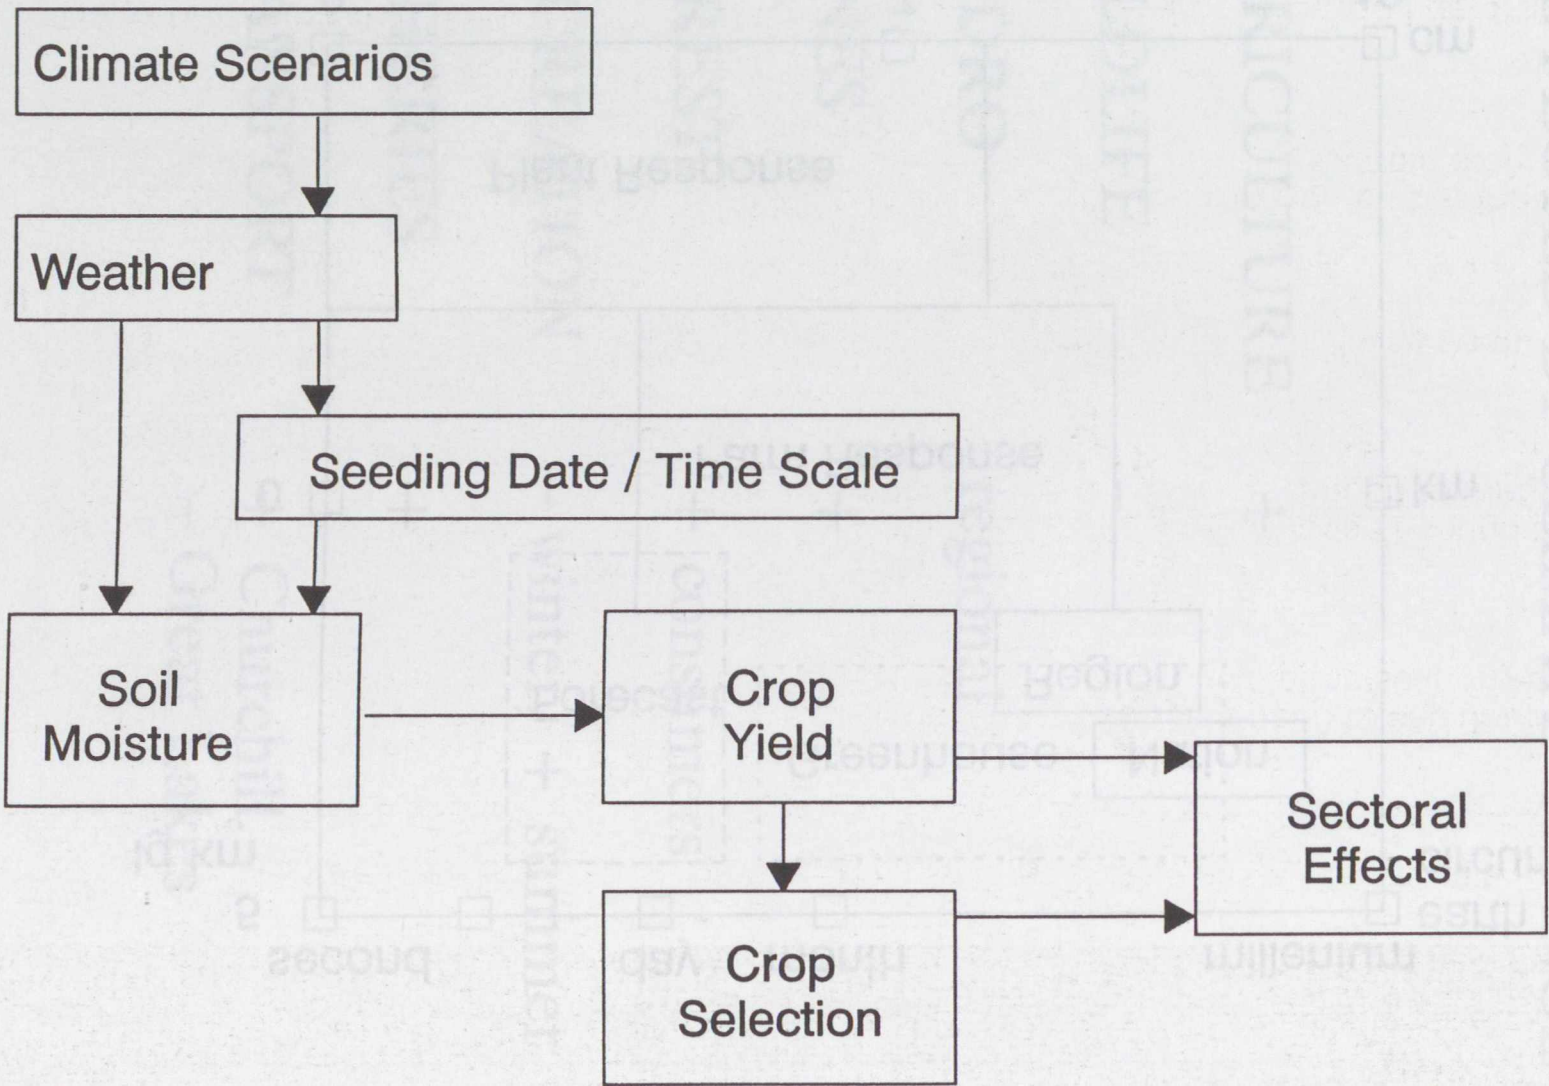 Climate Scenarios
Weather
Seeding Date / Time Scale
Soil
Moisture
Crop
Yield
Sectoral
Effects
Crop
Selection